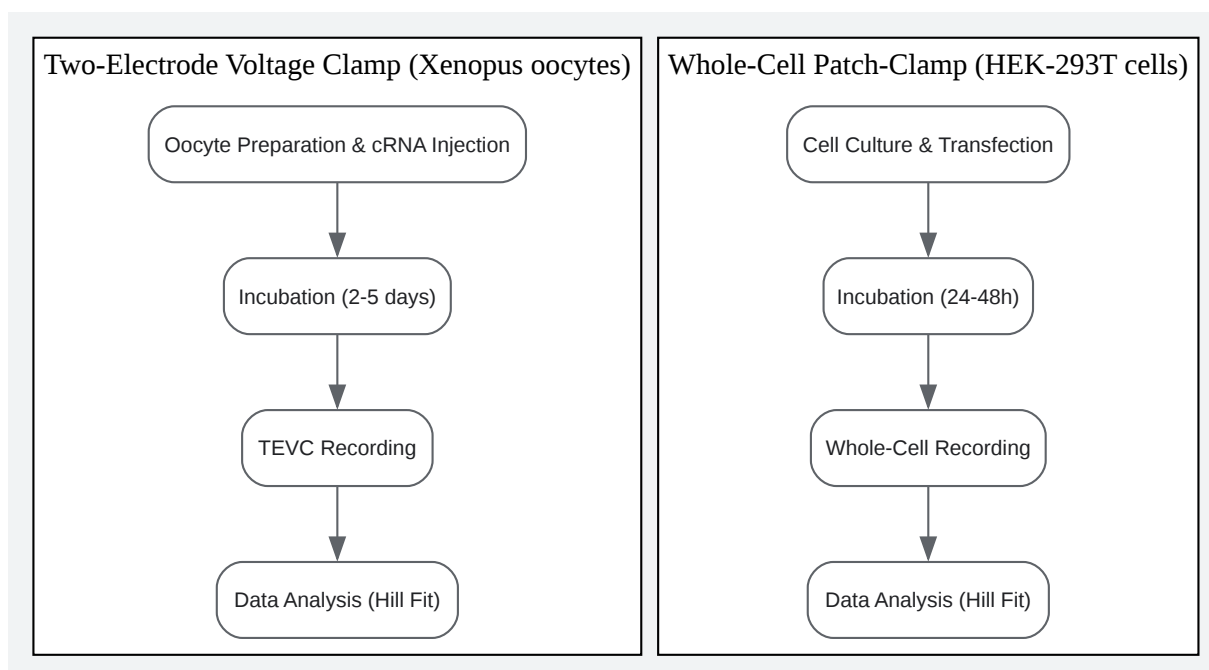 Two-Electrode Voltage Clamp (Xenopus oocytes)
Oocyte Preparation & cRNA Injection
Incubation (2-5 days)
TEVC Recording
Data Analysis (Hill Fit)
Whole-Cell Patch-Clamp (HEK-293T cells)
Cell Culture & Transfection
Incubation (24-48h)
Whole-Cell Recording
Data Analysis (Hill Fit)